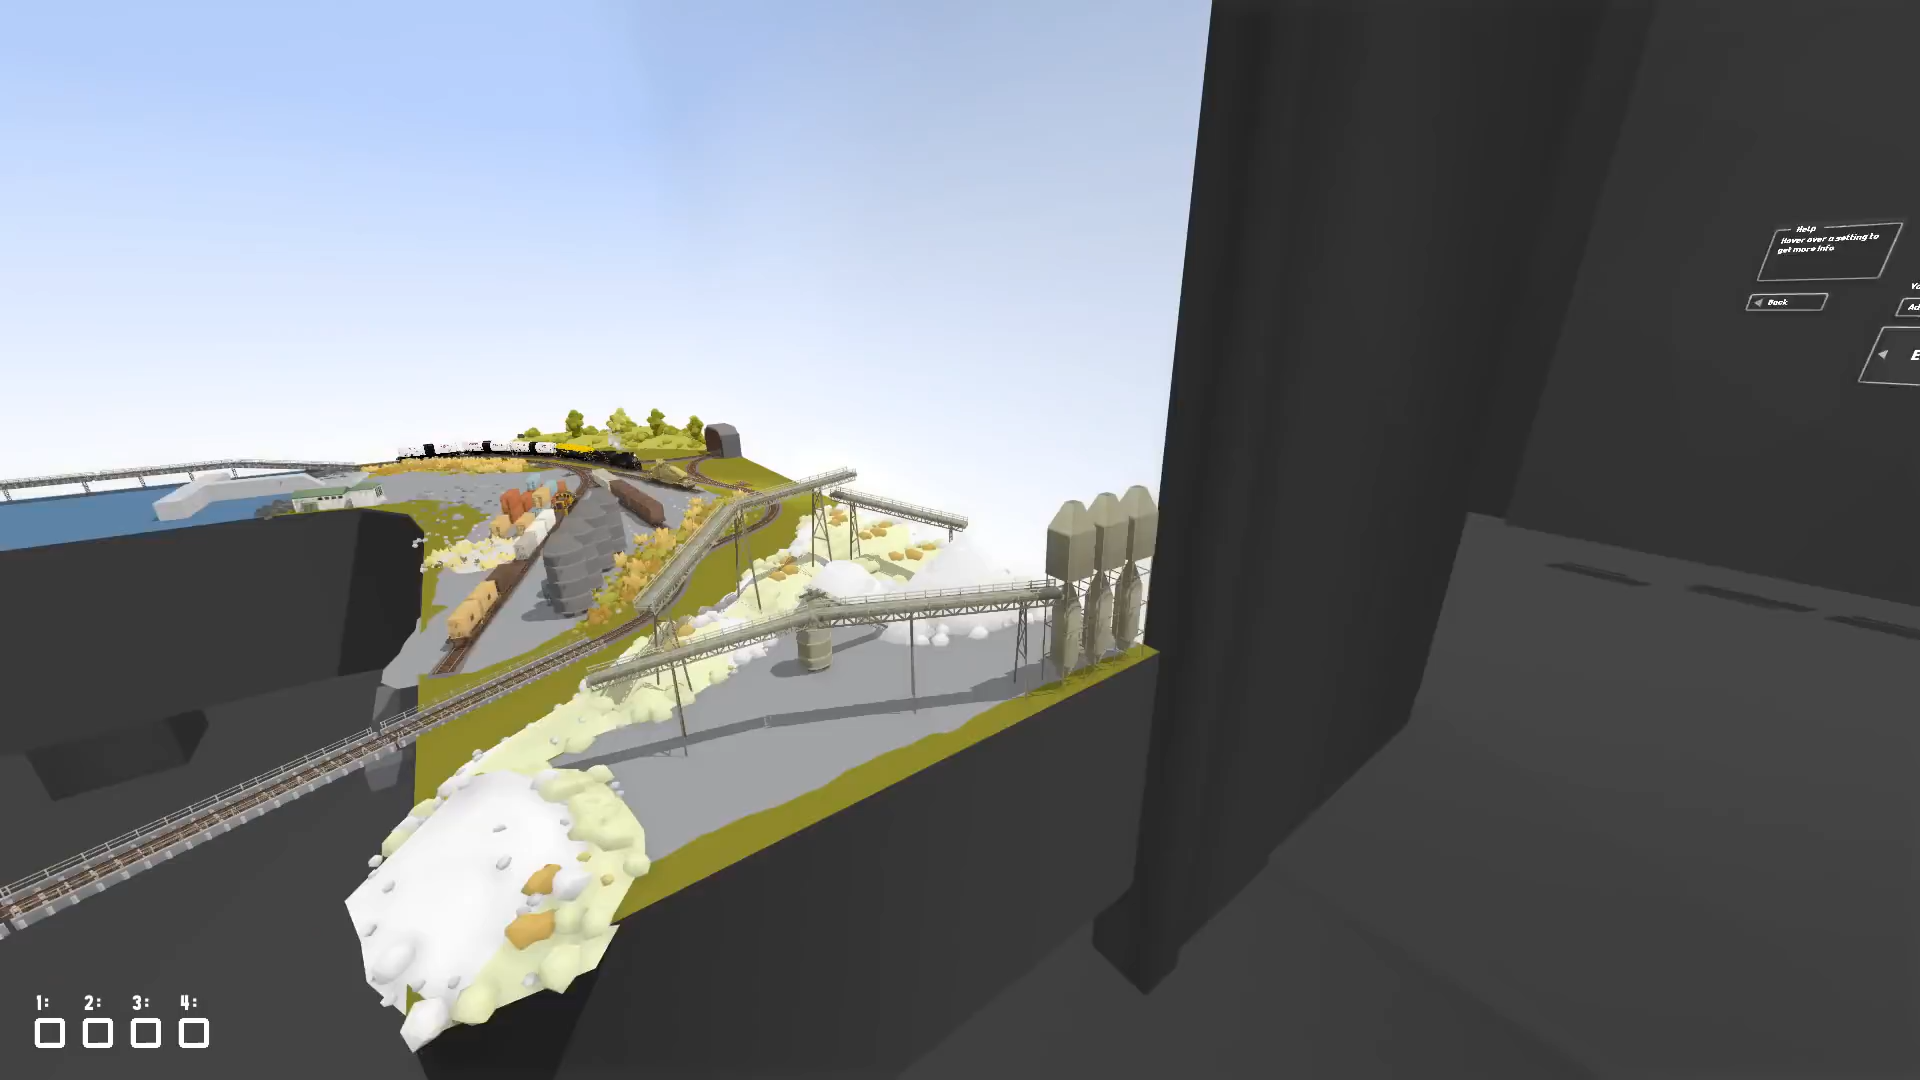 Help
Hover over a setting to
get more info
Back
1: 2: 3: 4: